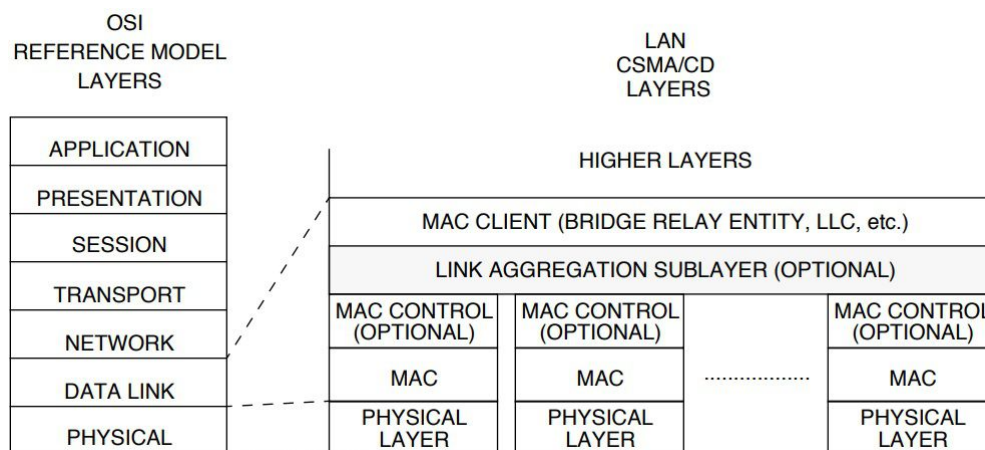 OSI
REFERENCE MODEL
LAYERS
APPLICATION
PRESENTATION
SESSION
TRANSPORT
NETWORK
DATA LINK
PHYSICAL
LAN
CSMA/CD
LAYERS
HIGHER LAYERS
MAC CLIENT (BRIDGE RELAY ENTITY, LLC, etc.)
LINK AGGREGATION SUBLAYER (OPTIONAL)
MAC CONTROL
(OPTIONAL)
MAC
PHYSICAL
LAYER
MAC CONTROL
(OPTIONAL)
MAC
PHYSICAL
LAYER
..................
MAC CONTROL
(OPTIONAL)
MAC
PHYSICAL
LAYER